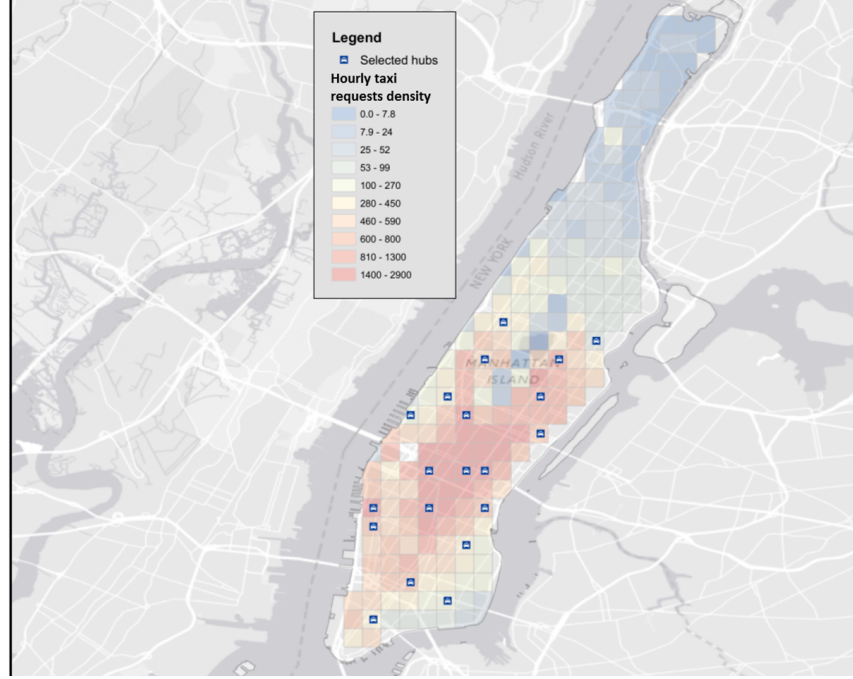 Legend
Selected hubs
Hourly taxi
requests density
0.0 - 7.8
7.9 - 24
25 - 52
53 - 99
100 - 270
280 - 450
460 - 590
600 - 800
810 - 1300
1400 - 2900
Hudson River
NEW YORK
MANHATTAN
ISLAND